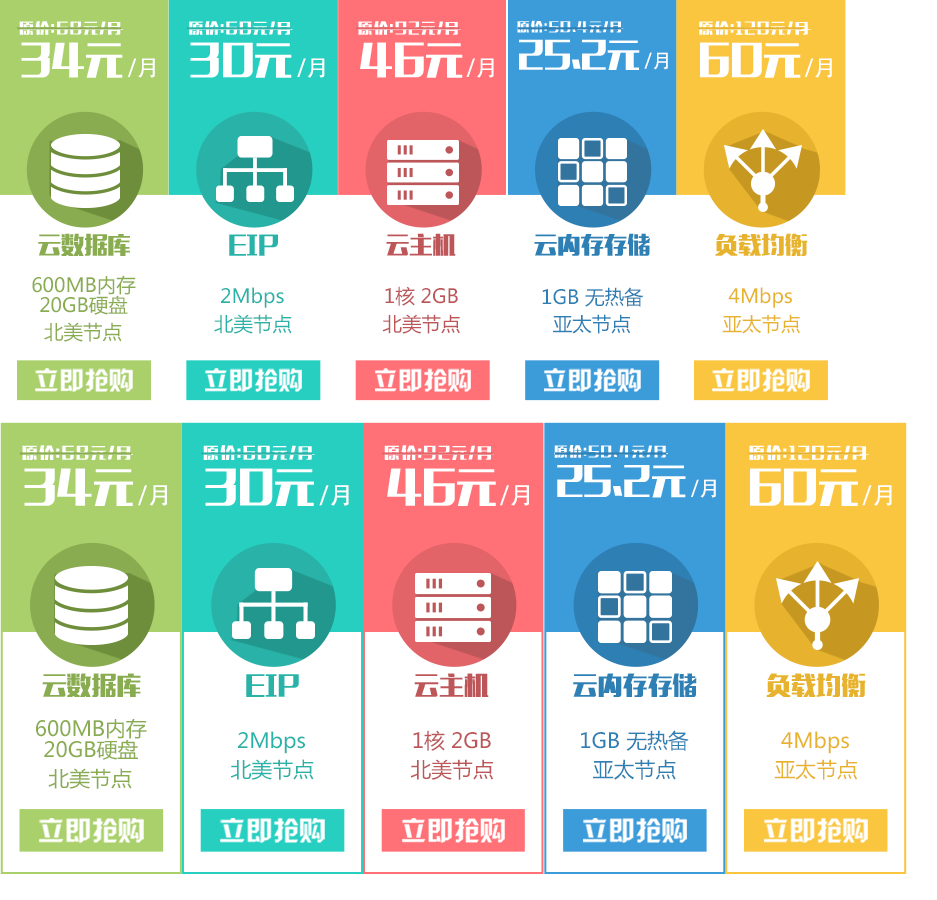 原价:60元/月
34元/月
云数据库
600MB内存
20GB硬盘
北美节点
立即抢购
原价:60元/月
30元/月
EIP
2Mbps
北美节点
立即抢购
原价:92元/月
46元/月
云主机
1核 2GB
北美节点
立即抢购
原价:50.4元/月
25.2元/月
云内存存储
1GB 无热备
亚太节点
立即抢购
原价:120元/月
60元/月
负载均衡
4Mbps
亚太节点
立即抢购
原价:60元/月
34元/月
云数据库
600MB内存
20GB硬盘
北美节点
立即抢购
原价:60元/月
30元/月
EIP
2Mbps
北美节点
立即抢购
原价:92元/月
46元/月
云主机
1核 2GB
北美节点
立即抢购
原价:50.4元/月
25.2元/月
云内存存储
1GB 无热备
亚太节点
立即抢购
原价:120元/月
60元/月
负载均衡
4Mbps
亚太节点
立即抢购